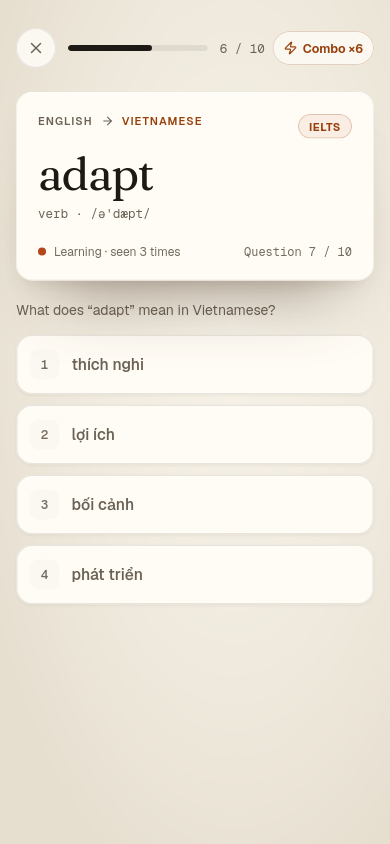 6 / 10
Combo ×6
ENGLISH → VIETNAMESE
IELTS
adapt
verb · /əˈdæpt/
Learning · seen 3 times
Question 7 / 10
What does “adapt” mean in Vietnamese?
1 thích nghi
2 lợi ích
3 bối cảnh
4 phát triển